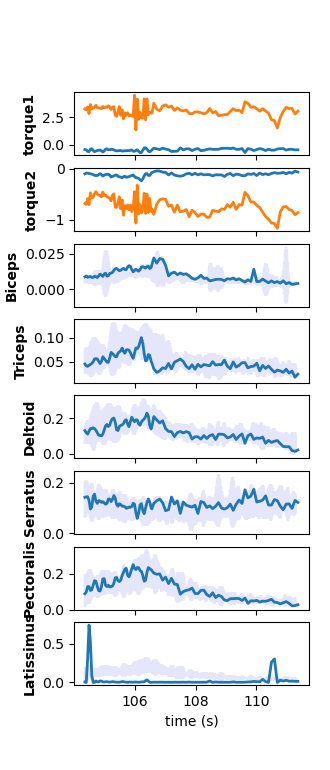 torque1
2.5
0.0
torque2
0
−1
Biceps
0.025
0.000
Triceps
0.10
0.05
Deltoid
0.2
0.0
Serratus
0.2
0.0
Pectoralis
0.2
0.0
Latissimus
0.5
0.0
106 108 110
time (s)